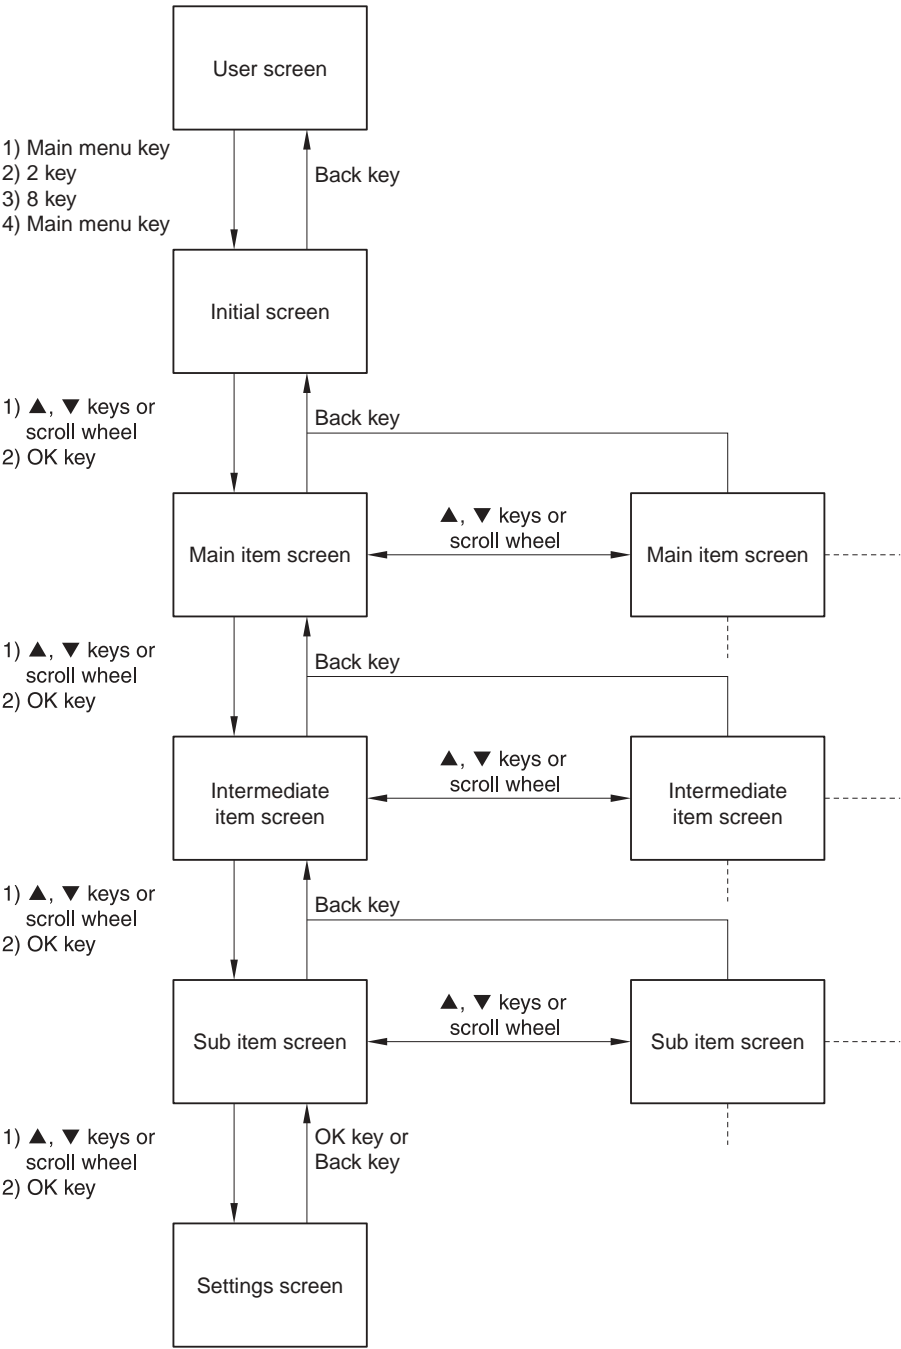 User screen
1) Main menu key
2) 2 key
3) 8 key
4) Main menu key
Back key
Initial screen
1) ▲, ▼ keys or
scroll wheel
2) OK key
Back key
Main item screen
▲, ▼ keys or
scroll wheel
Main item screen
1) ▲, ▼ keys or
scroll wheel
2) OK key
Back key
Intermediate
item screen
▲, ▼ keys or
scroll wheel
Intermediate
item screen
1) ▲, ▼ keys or
scroll wheel
2) OK key
Back key
Sub item screen
▲, ▼ keys or
scroll wheel
Sub item screen
1) ▲, ▼ keys or
scroll wheel
2) OK key
OK key or
Back key
Settings screen